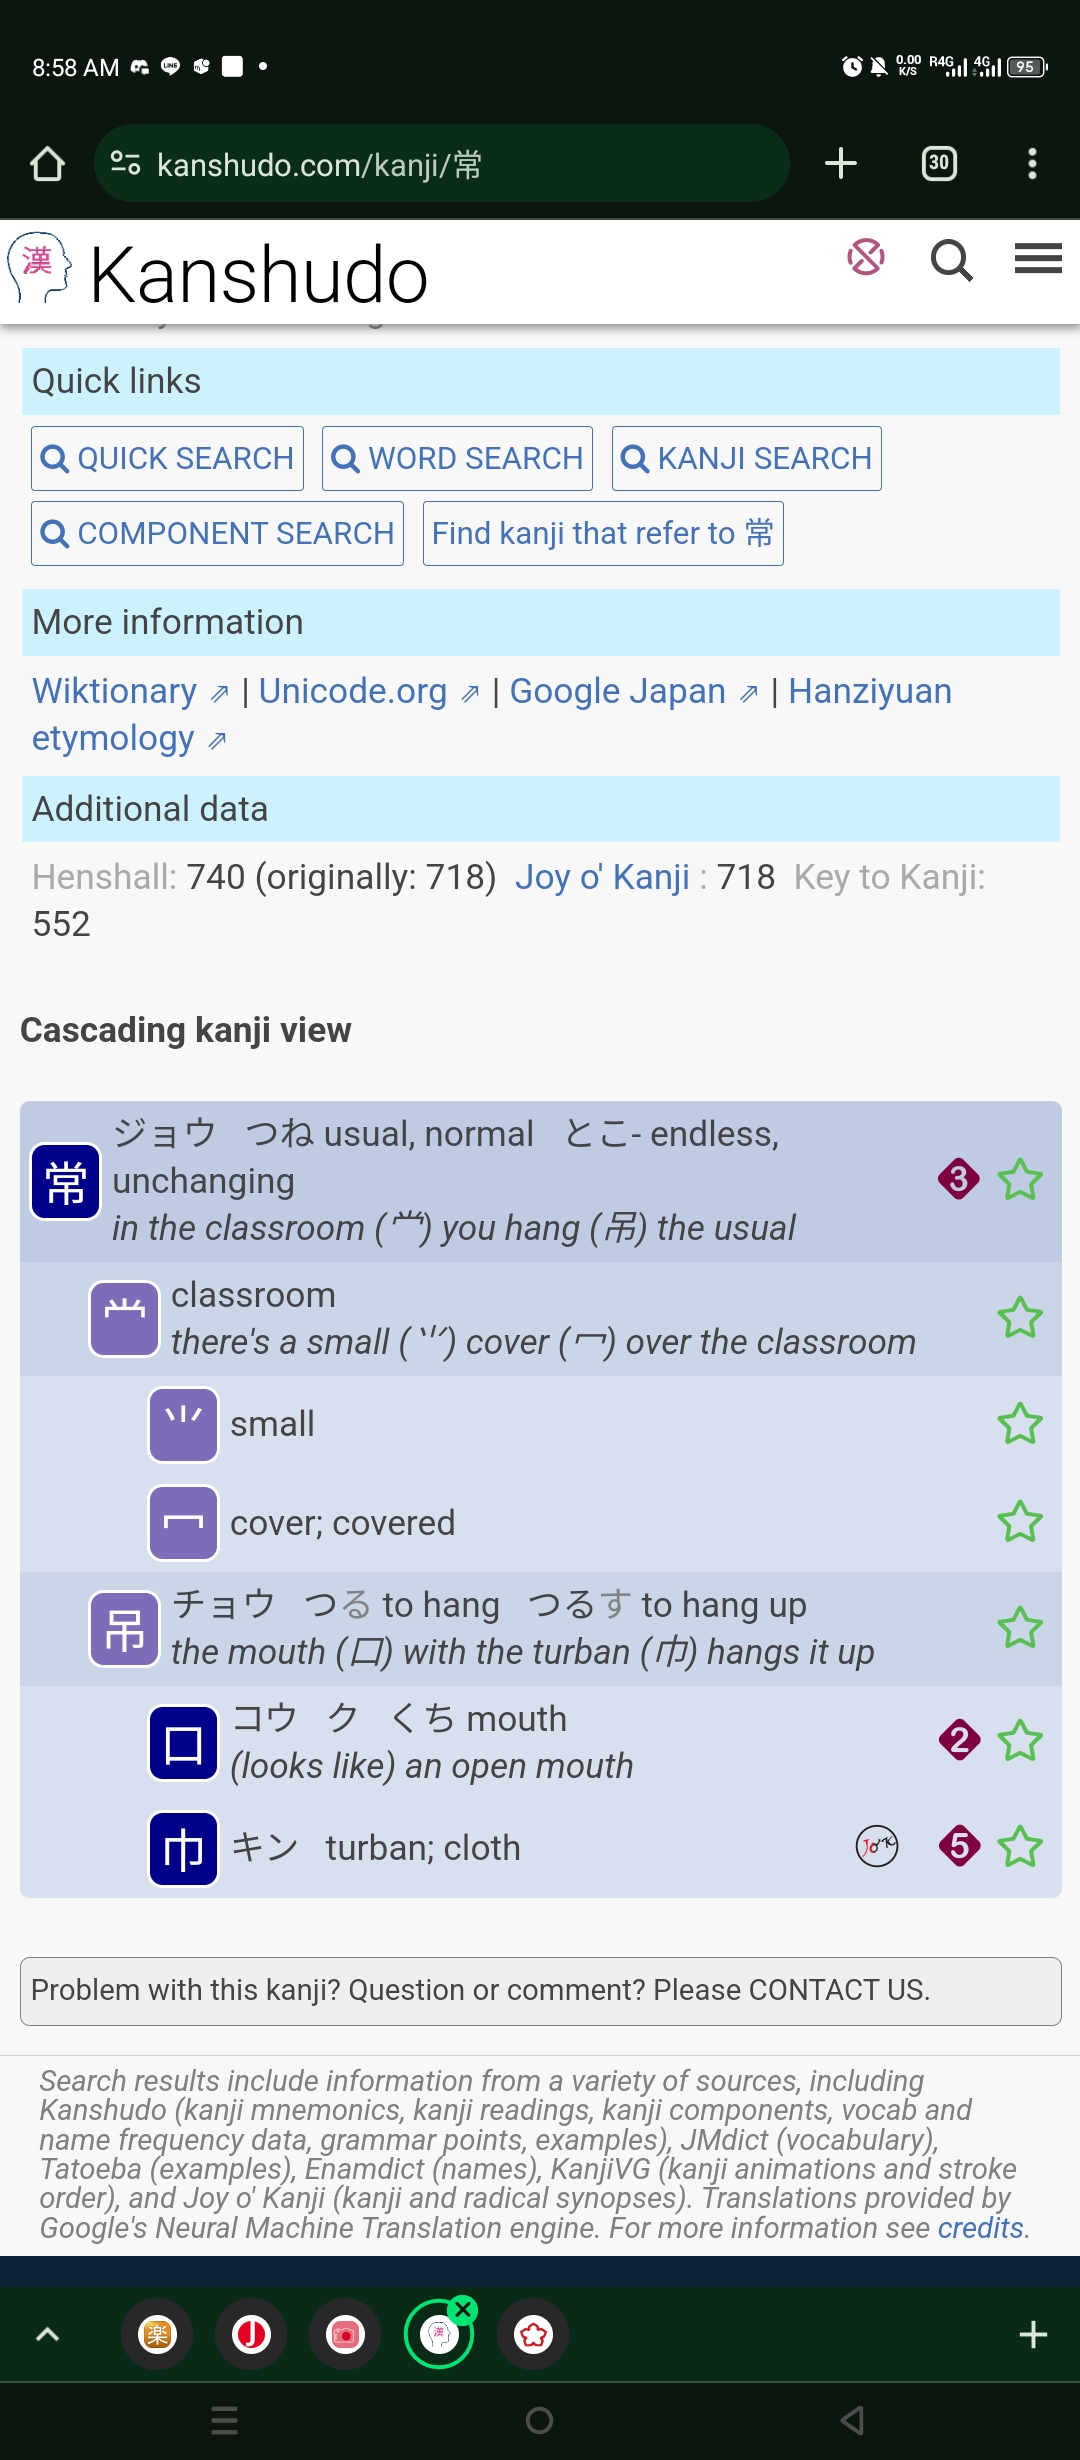 8:58 AM
0.00 K/S R4G 4G 95
kanshudo.com/kanji/常
30
漢 Kanshudo
Quick links
QUICK SEARCH WORD SEARCH KANJI SEARCH
COMPONENT SEARCH Find kanji that refer to 常
More information
Wiktionary ⇗ | Unicode.org ⇗ | Google Japan ⇗ | Hanziyuan
etymology ⇗
Additional data
Henshall: 740 (originally: 718) Joy o' Kanji : 718 Key to Kanji:
552
Cascading kanji view
常 ジョウ つね usual, normal とこ- endless,
unchanging 3
in the classroom (龸) you hang (吊) the usual
龸 classroom
there's a small (⺌) cover (冖) over the classroom
⺌ small
冖 cover; covered
吊 チョウ つる to hang つるす to hang up
the mouth (口) with the turban (巾) hangs it up
口 コウ ク くち mouth 2
(looks like) an open mouth
巾 キン turban; cloth JO'K 5
Problem with this kanji? Question or comment? Please CONTACT US.
Search results include information from a variety of sources, including
Kanshudo (kanji mnemonics, kanji readings, kanji components, vocab and
name frequency data, grammar points, examples), JMdict (vocabulary),
Tatoeba (examples), Enamdict (names), KanjiVG (kanji animations and stroke
order), and Joy o' Kanji (kanji and radical synopses). Translations provided by
Google's Neural Machine Translation engine. For more information see credits.
楽 J 漢